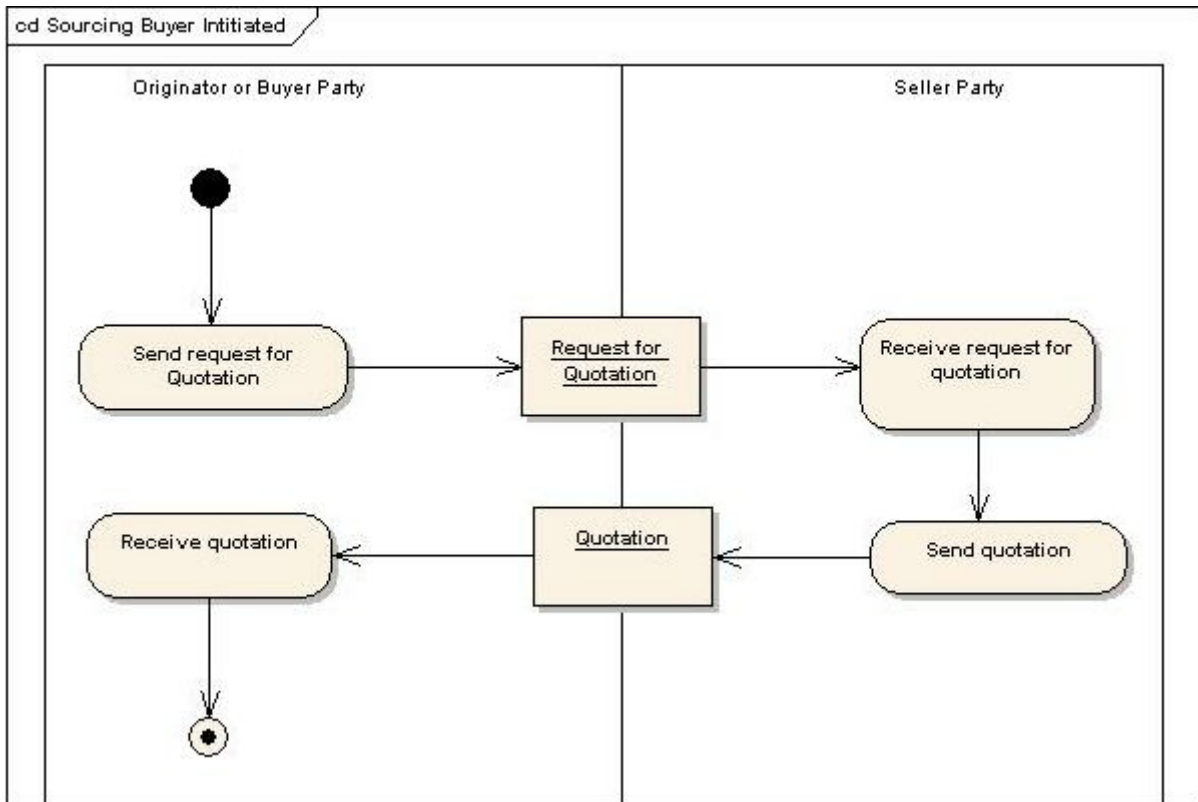 cd Sourcing Buyer Intitiated
Originator or Buyer Party
Seller Party
Send request for
Quotation
Request for
Quotation
Receive request for
quotation
Receive quotation
Quotation
Send quotation